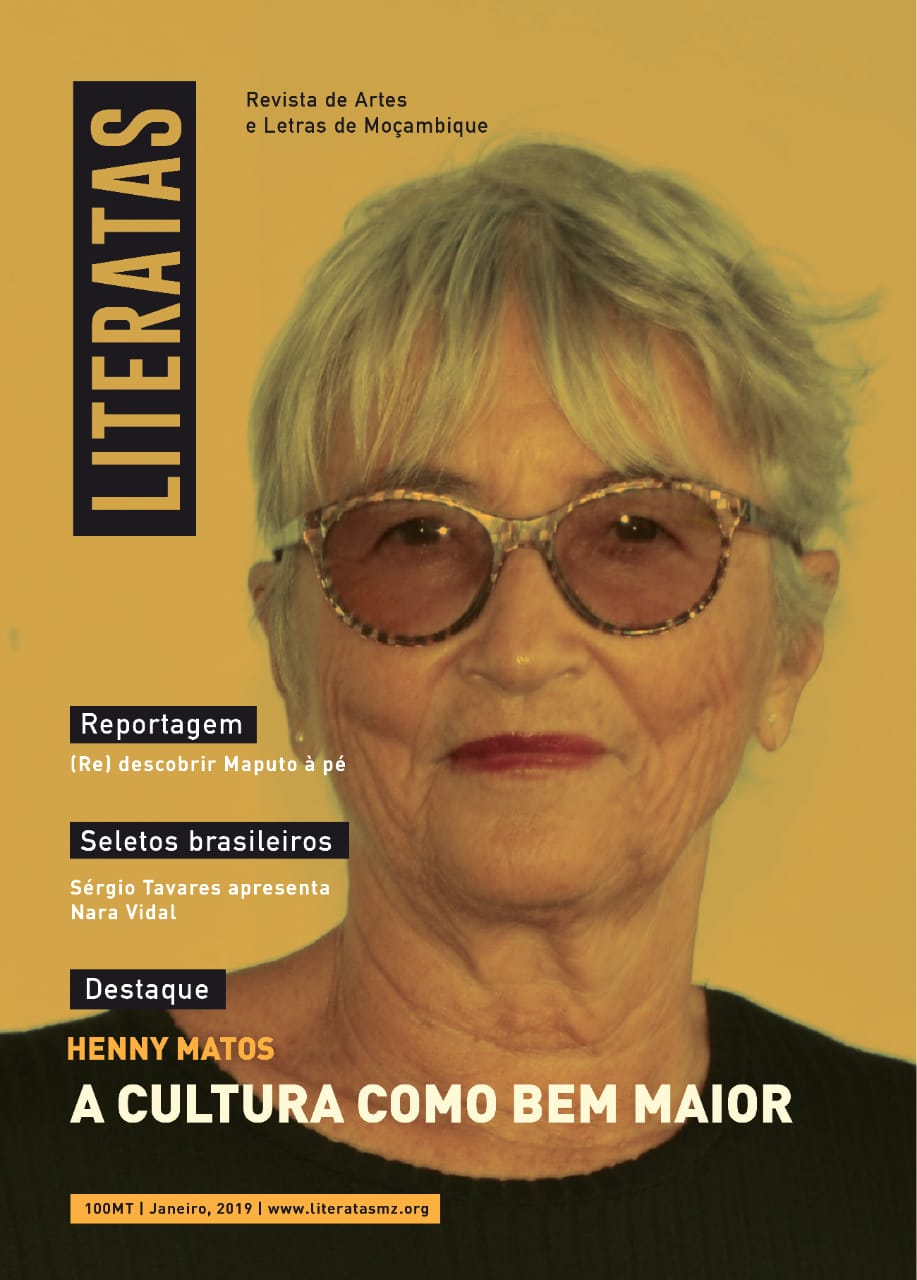 LITERATAS
Revista de Artes
e Letras de Moçambique
Reportagem
(Re) descobrir Maputo à pé
Seletos brasileiros
Sérgio Tavares apresenta
Nara Vidal
Destaque
HENNY MATOS
A CULTURA COMO BEM MAIOR
100MT | Janeiro, 2019 | www.literatasmz.org